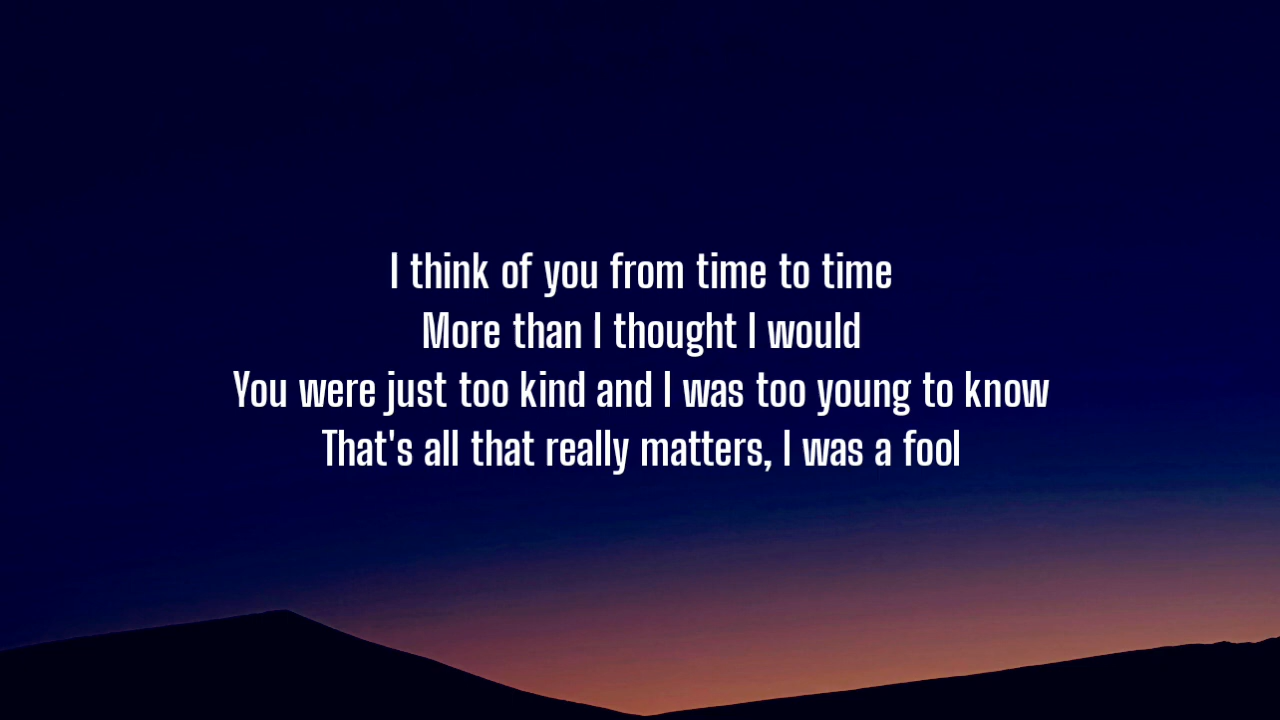 I think of you from time to time
More than I thought I would
You were just too kind and I was too young to know
That's all that really matters, I was a fool